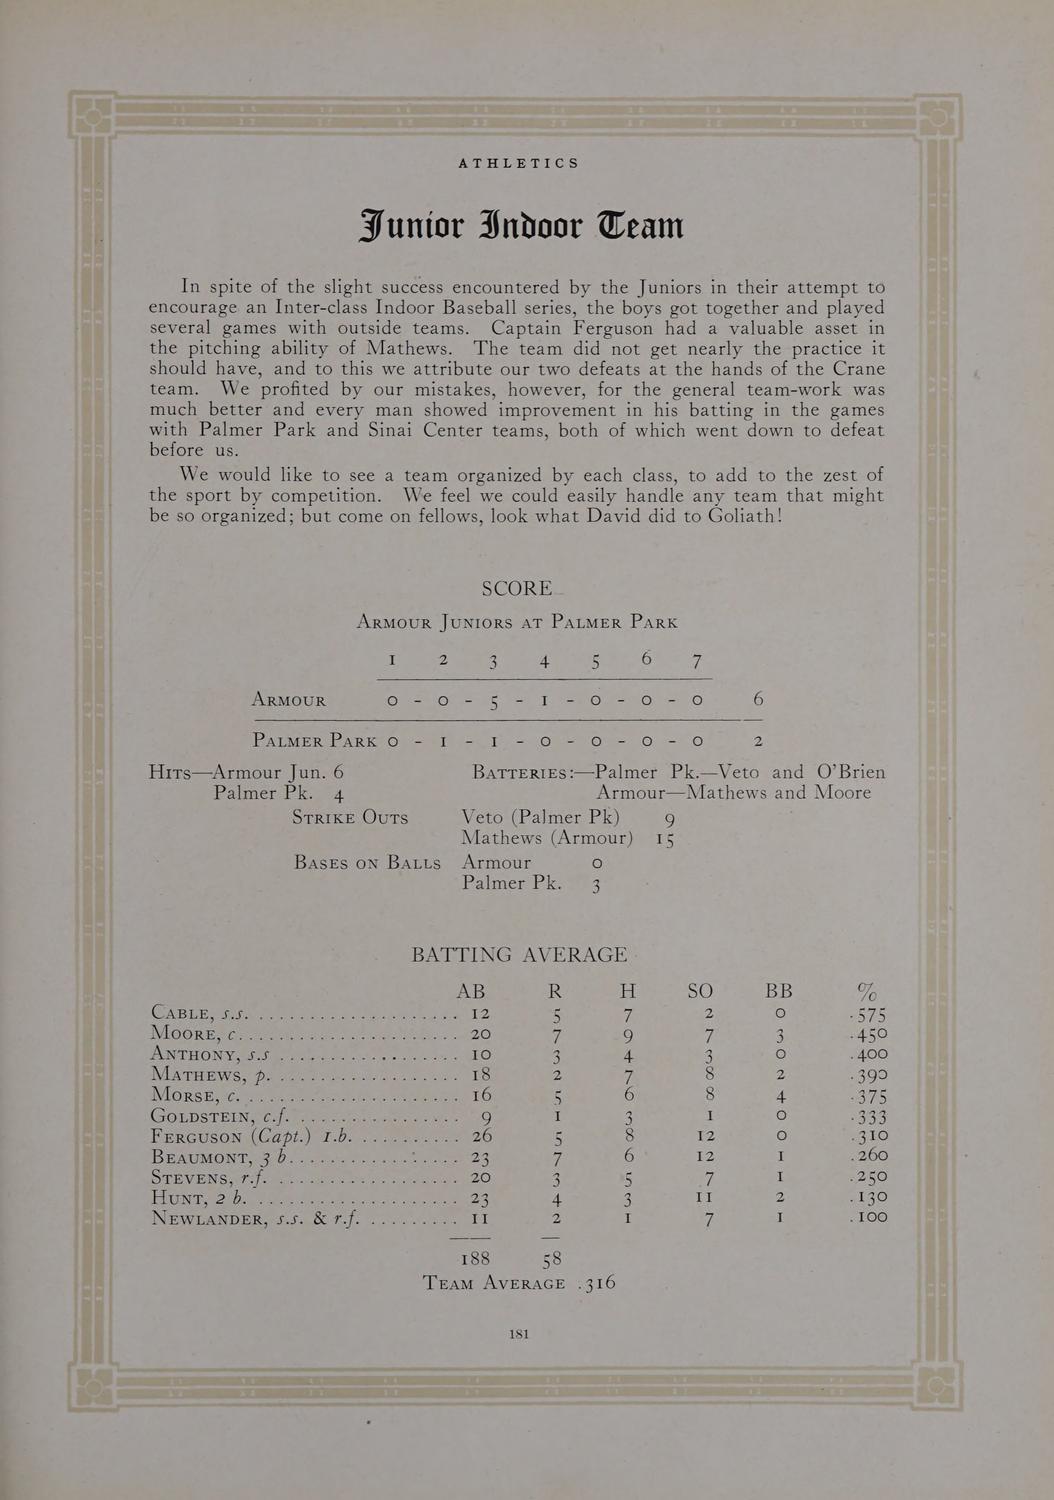 ATHLETICS
Junior Indoor Team
In spite of the slight success encountered by the Juniors in their attempt to
encourage an Inter-class Indoor Baseball series, the boys got together and played
several games with outside teams. Captain Ferguson had a valuable asset in
the pitching ability of Mathews. The team did not get nearly the practice it
should have, and to this we attribute our two defeats at the hands of the Crane
team. We profited by our mistakes, however, for the general team-work was
much better and every man showed improvement in his batting in the games
with Palmer Park and Sinai Center teams, both of which went down to defeat
before us.
We would like to see a team organized by each class, to add to the zest of
the sport by competition. We feel we could easily handle any team that might
be so organized; but come on fellows, look what David did to Goliath!
SCORE
ARMOUR JUNIORS AT PALMER PARK
1 2 3 4 5 6 7
ARMOUR 0 - 0 - 5 - 1 - 0 - 0 - 0 6
PALMER PARK 0 - 1 - 1 - 0 - 0 - 0 - 0 2
HITS—Armour Jun. 6 BATTERIES:—Palmer Pk.—Veto and O'Brien
Palmer Pk. 4 Armour—Mathews and Moore
STRIKE OUTS Veto (Palmer Pk) 9
Mathews (Armour) 15
BASES ON BALLS Armour 0
Palmer Pk. 3
BATTING AVERAGE
AB R H SO BB %
CABLE, s.s. 12 5 7 2 0 .575
MOORE, c. 20 7 9 7 3 .450
ANTHONY, s.s 10 3 4 3 0 .400
MATHEWS, p. 18 2 7 8 2 .390
MORSE, c. 16 5 6 8 4 .375
GOLDSTEIN, c.f. 9 1 3 1 0 .333
FERGUSON (Capt.) 1.b. 26 5 8 12 0 .310
BEAUMONT, 3 b. 23 7 6 12 1 .260
STEVENS, r.f. 20 3 5 7 1 .250
HUNT, 2 b. 23 4 3 11 2 .130
NEWLANDER, s.s. & r.f. 11 2 1 7 1 .100
188 58
TEAM AVERAGE .316
181